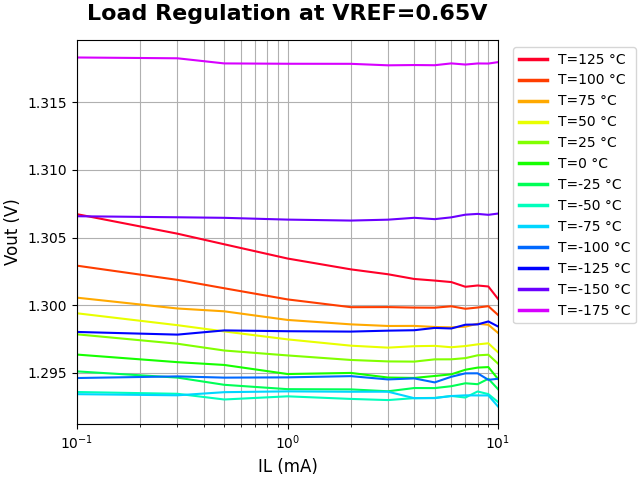 Load Regulation at VREF=0.65V
Vout (V)
1.315
1.310
1.305
1.300
1.295
10⁻¹
10⁰
10¹
IL (mA)
T=125 °C
T=100 °C
T=75 °C
T=50 °C
T=25 °C
T=0 °C
T=-25 °C
T=-50 °C
T=-75 °C
T=-100 °C
T=-125 °C
T=-150 °C
T=-175 °C